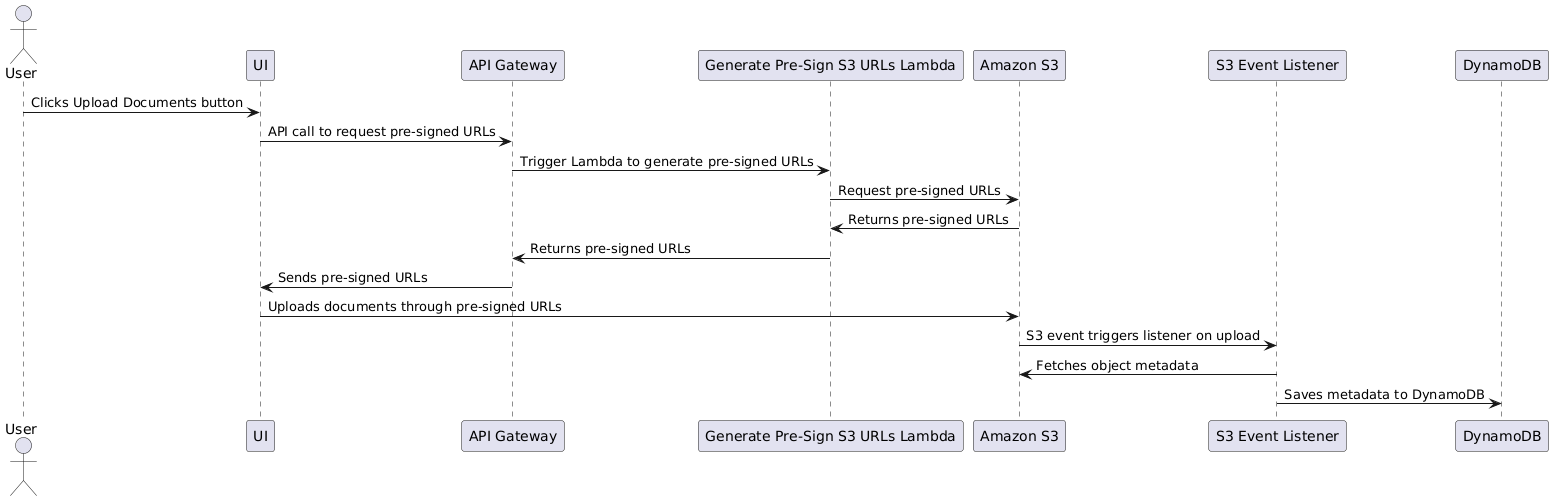 User
UI
API Gateway
Generate Pre-Sign S3 URLs Lambda
Amazon S3
S3 Event Listener
DynamoDB
Clicks Upload Documents button
API call to request pre-signed URLs
Trigger Lambda to generate pre-signed URLs
Request pre-signed URLs
Returns pre-signed URLs
Returns pre-signed URLs
Sends pre-signed URLs
Uploads documents through pre-signed URLs
S3 event triggers listener on upload
Fetches object metadata
Saves metadata to DynamoDB
User
UI
API Gateway
Generate Pre-Sign S3 URLs Lambda
Amazon S3
S3 Event Listener
DynamoDB